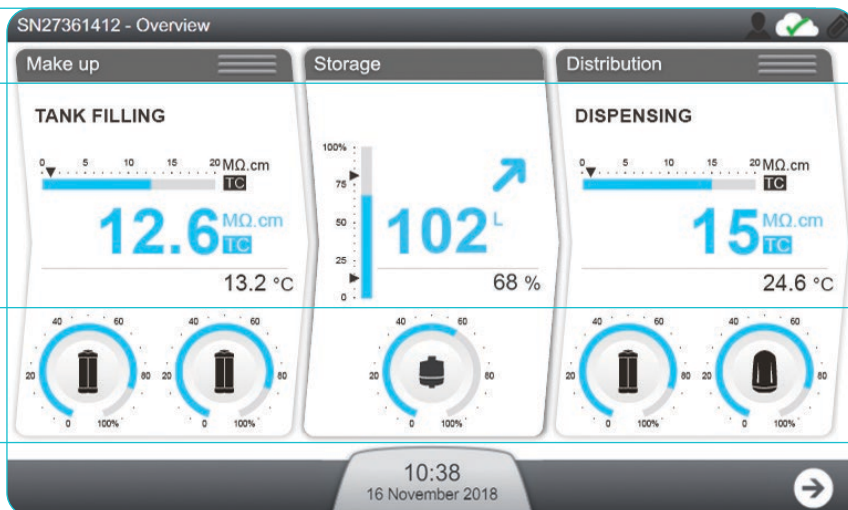 SN27361412 - Overview
Make up
TANK FILLING
0 5 10 15 20 MΩ.cm
TC
12.6 MΩ.cm
TC
13.2 °C
0 20 40 60 80 100%
0 20 40 60 80 100%
Storage
100%
75
50
25
0
102 L
68 %
0 20 40 60 80 100%
Distribution
DISPENSING
0 5 10 15 20 MΩ.cm
TC
15 MΩ.cm
TC
24.6 °C
0 20 40 60 80 100%
0 20 40 60 80 100%
10:38
16 November 2018